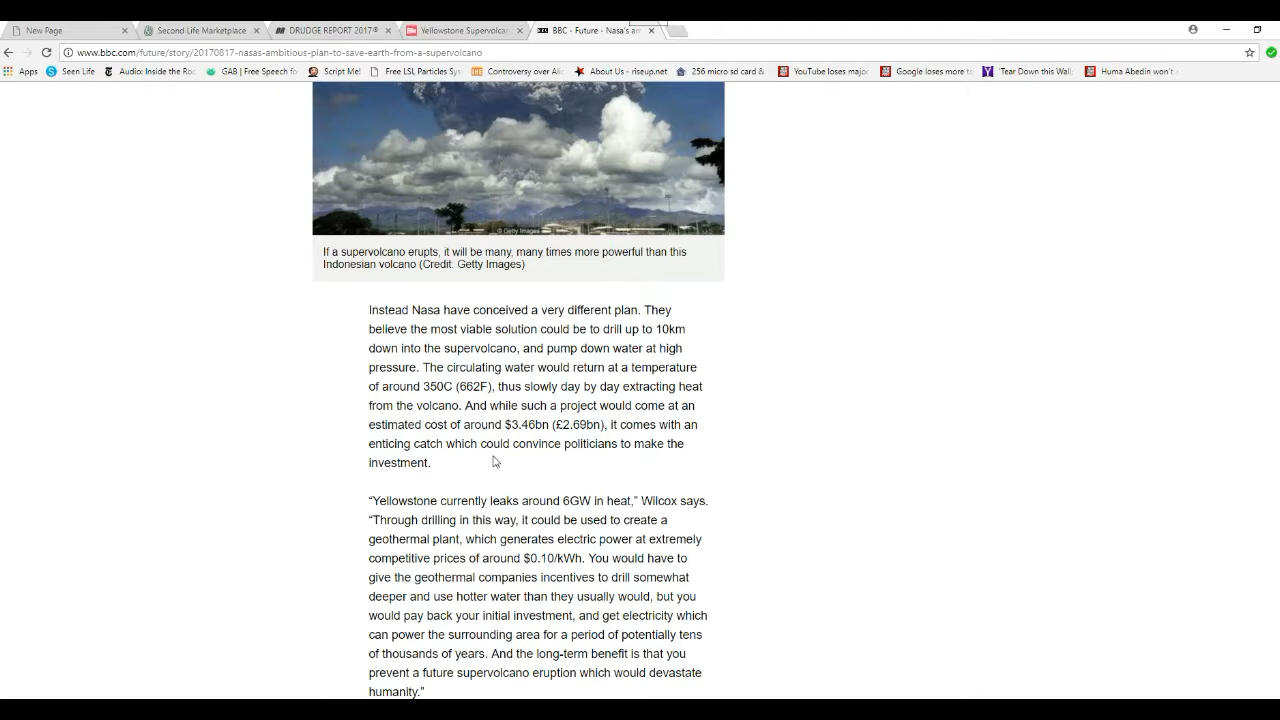 New Page
Second Life Marketplace
DRUDGE REPORT 2017®
Yellowstone Supervolcan
BBC - Future - Nasa's am
www.bbc.com/future/story/20170817-nasas-ambitious-plan-to-save-earth-from-a-supervolcano
Apps
Seen Life
Audio: Inside the Roc
GAB | Free Speech fo
Script Me!
Free LSL Particles Sys
Controversy over Ali
About Us - riseup.net
256 micro sd card &
YouTube loses major
Google loses more t
'Tear Down this Wall,'
Huma Abedin won't
© Getty Images
If a supervolcano erupts, it will be many, many times more powerful than this
Indonesian volcano (Credit: Getty Images)
Instead Nasa have conceived a very different plan. They
believe the most viable solution could be to drill up to 10km
down into the supervolcano, and pump down water at high
pressure. The circulating water would return at a temperature
of around 350C (662F), thus slowly day by day extracting heat
from the volcano. And while such a project would come at an
estimated cost of around $3.46bn (£2.69bn), it comes with an
enticing catch which could convince politicians to make the
investment.
“Yellowstone currently leaks around 6GW in heat,” Wilcox says.
“Through drilling in this way, it could be used to create a
geothermal plant, which generates electric power at extremely
competitive prices of around $0.10/kWh. You would have to
give the geothermal companies incentives to drill somewhat
deeper and use hotter water than they usually would, but you
would pay back your initial investment, and get electricity which
can power the surrounding area for a period of potentially tens
of thousands of years. And the long-term benefit is that you
prevent a future supervolcano eruption which would devastate
humanity.”